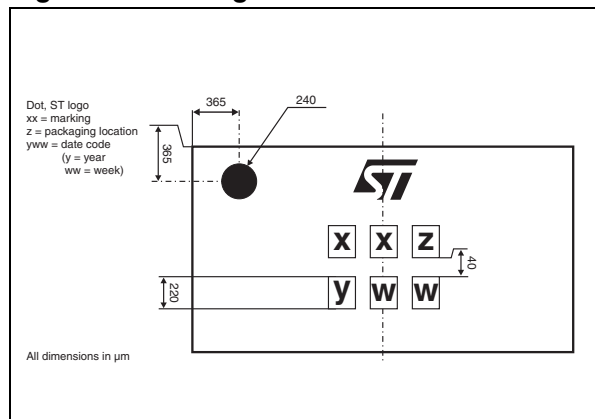 Dot, ST logo
xx = marking
z = packaging location
yww = date code
(y = year
ww = week)
365
240
365
ST
x x z
40
y w w
220
All dimensions in µm